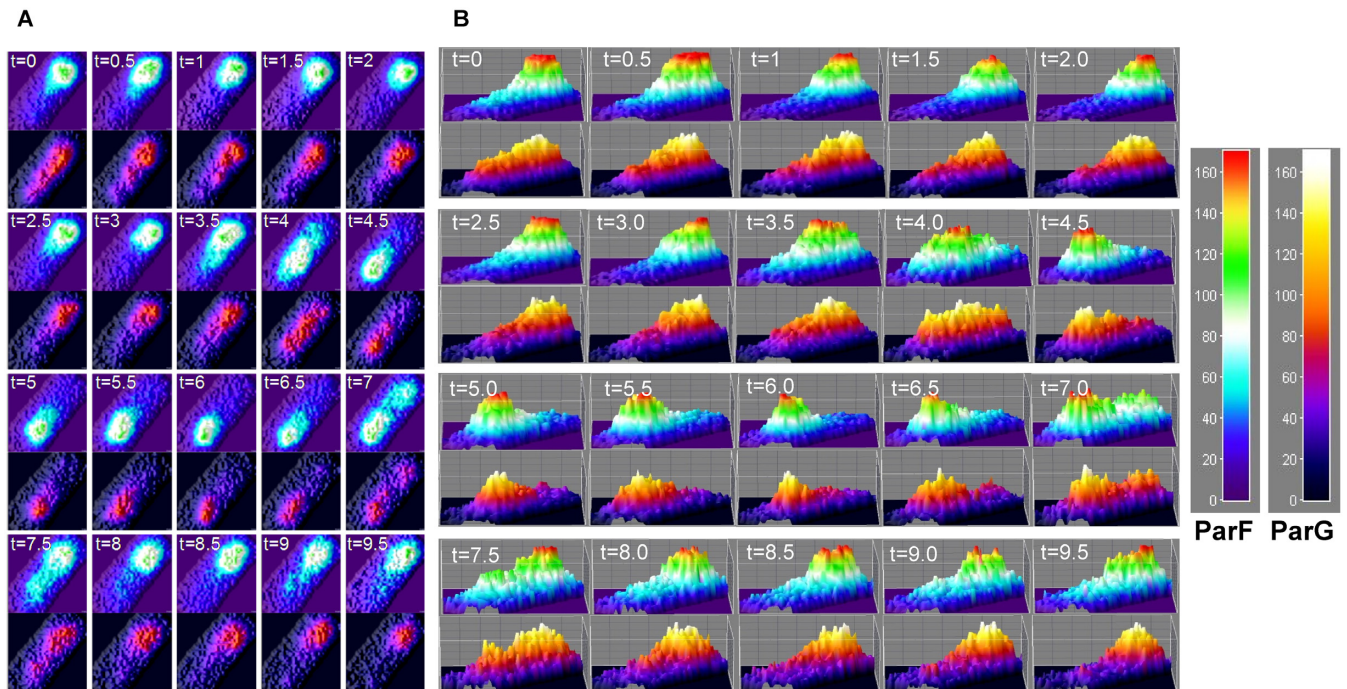 A
B
t=0 t=0.5 t=1 t=1.5 t=2
t=2.5 t=3 t=3.5 t=4 t=4.5
t=5 t=5.5 t=6 t=6.5 t=7
t=7.5 t=8 t=8.5 t=9 t=9.5
t=0 t=0.5 t=1 t=1.5 t=2.0
t=2.5 t=3.0 t=3.5 t=4.0 t=4.5
t=5.0 t=5.5 t=6.0 t=6.5 t=7.0
t=7.5 t=8.0 t=8.5 t=9.0 t=9.5
160 160
140 140
120 120
100 100
80 80
60 60
40 40
20 20
0 0
ParF ParG